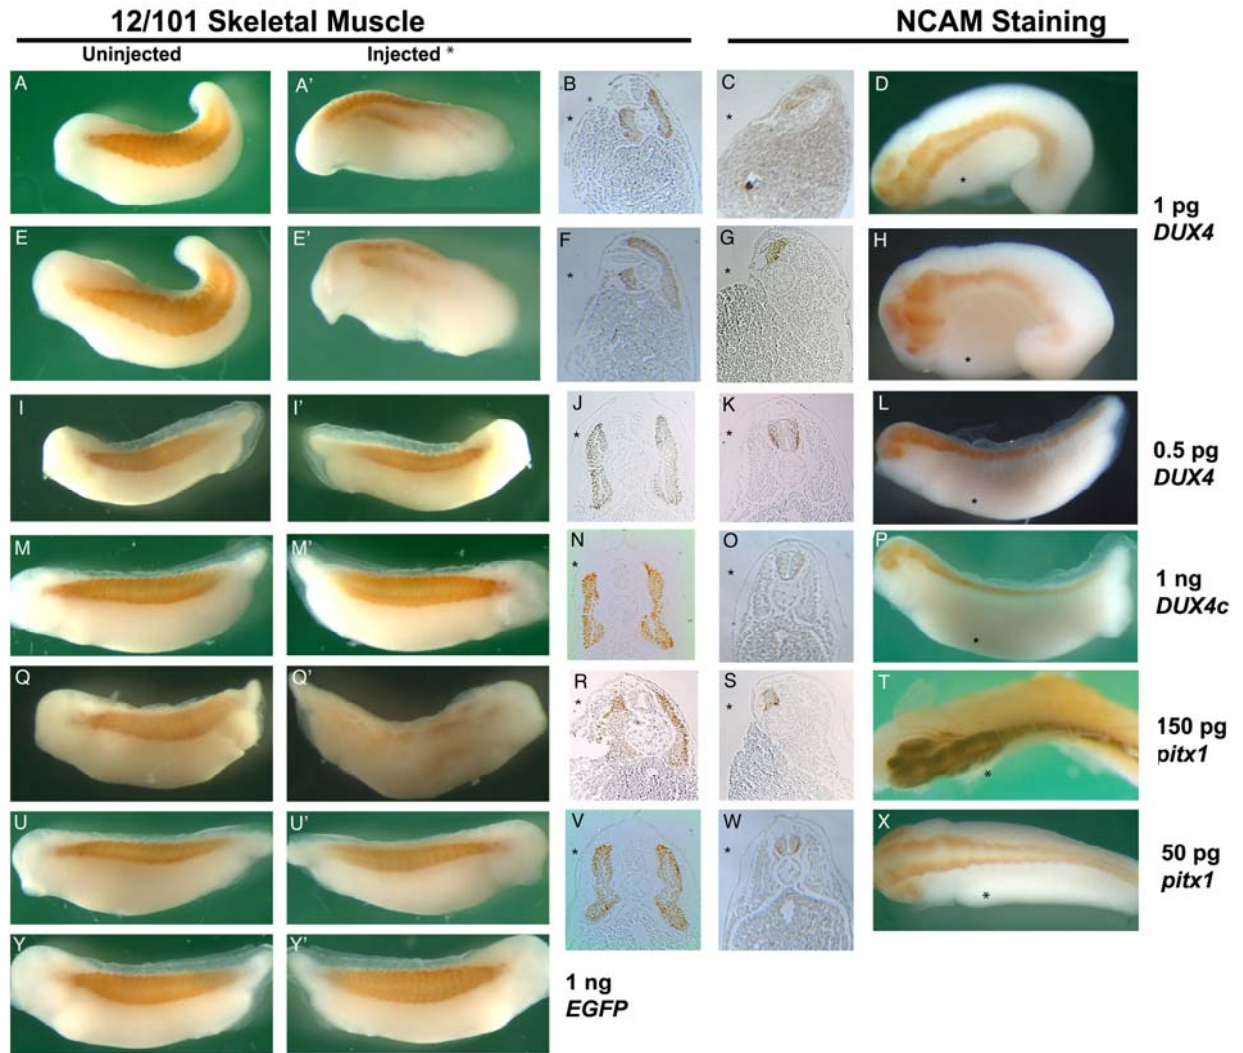 12/101 Skeletal Muscle
NCAM Staining
Uninjected
Injected *
A
A'
B
*
*
C
*
D
*
1 pg
DUX4
E
E'
F
*
G
*
H
*
I
I'
J
*
K
*
L
*
0.5 pg
DUX4
M
M'
N
*
O
*
P
*
1 ng
DUX4c
Q
Q'
R
*
S
*
T
*
150 pg
pitx1
U
U'
V
*
W
*
X
*
50 pg
pitx1
Y
Y'
1 ng
EGFP